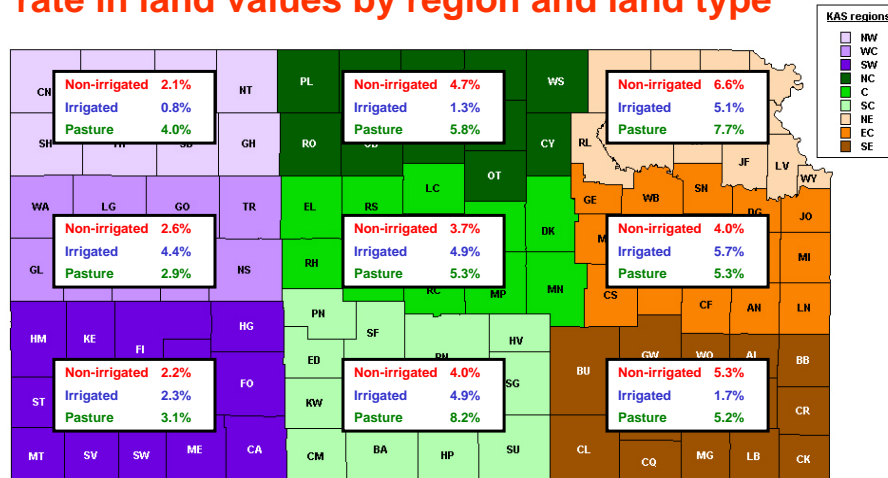 rate in land values by region and land type
KAS regions
NW
WC
SW
NC
C
SC
NE
EC
SE
CN
NT
PL
WS
Non-irrigated 2.1%
Irrigated 0.8%
Pasture 4.0%
Non-irrigated 4.7%
Irrigated 1.3%
Pasture 5.8%
Non-irrigated 6.6%
Irrigated 5.1%
Pasture 7.7%
SH
GH
RO
CY
RL
JF
LV
WY
OT
WA
LG
GO
TR
EL
RS
LC
GE
WB
SN
DG
JO
Non-irrigated 2.6%
Irrigated 4.4%
Pasture 2.9%
Non-irrigated 3.7%
Irrigated 4.9%
Pasture 5.3%
Non-irrigated 4.0%
Irrigated 5.7%
Pasture 5.3%
DK
GL
NS
RH
MI
RC
MP
MN
CS
CF
AN
LN
HM
KE
FI
HG
PN
SF
HV
ED
BU
GW
WO
AL
BB
Non-irrigated 2.2%
Irrigated 2.3%
Pasture 3.1%
Non-irrigated 4.0%
Irrigated 4.9%
Pasture 8.2%
Non-irrigated 5.3%
Irrigated 1.7%
Pasture 5.2%
ST
FO
KW
SG
CR
MT
SV
SW
ME
CA
CM
BA
HP
SU
CL
CQ
MG
LB
CK